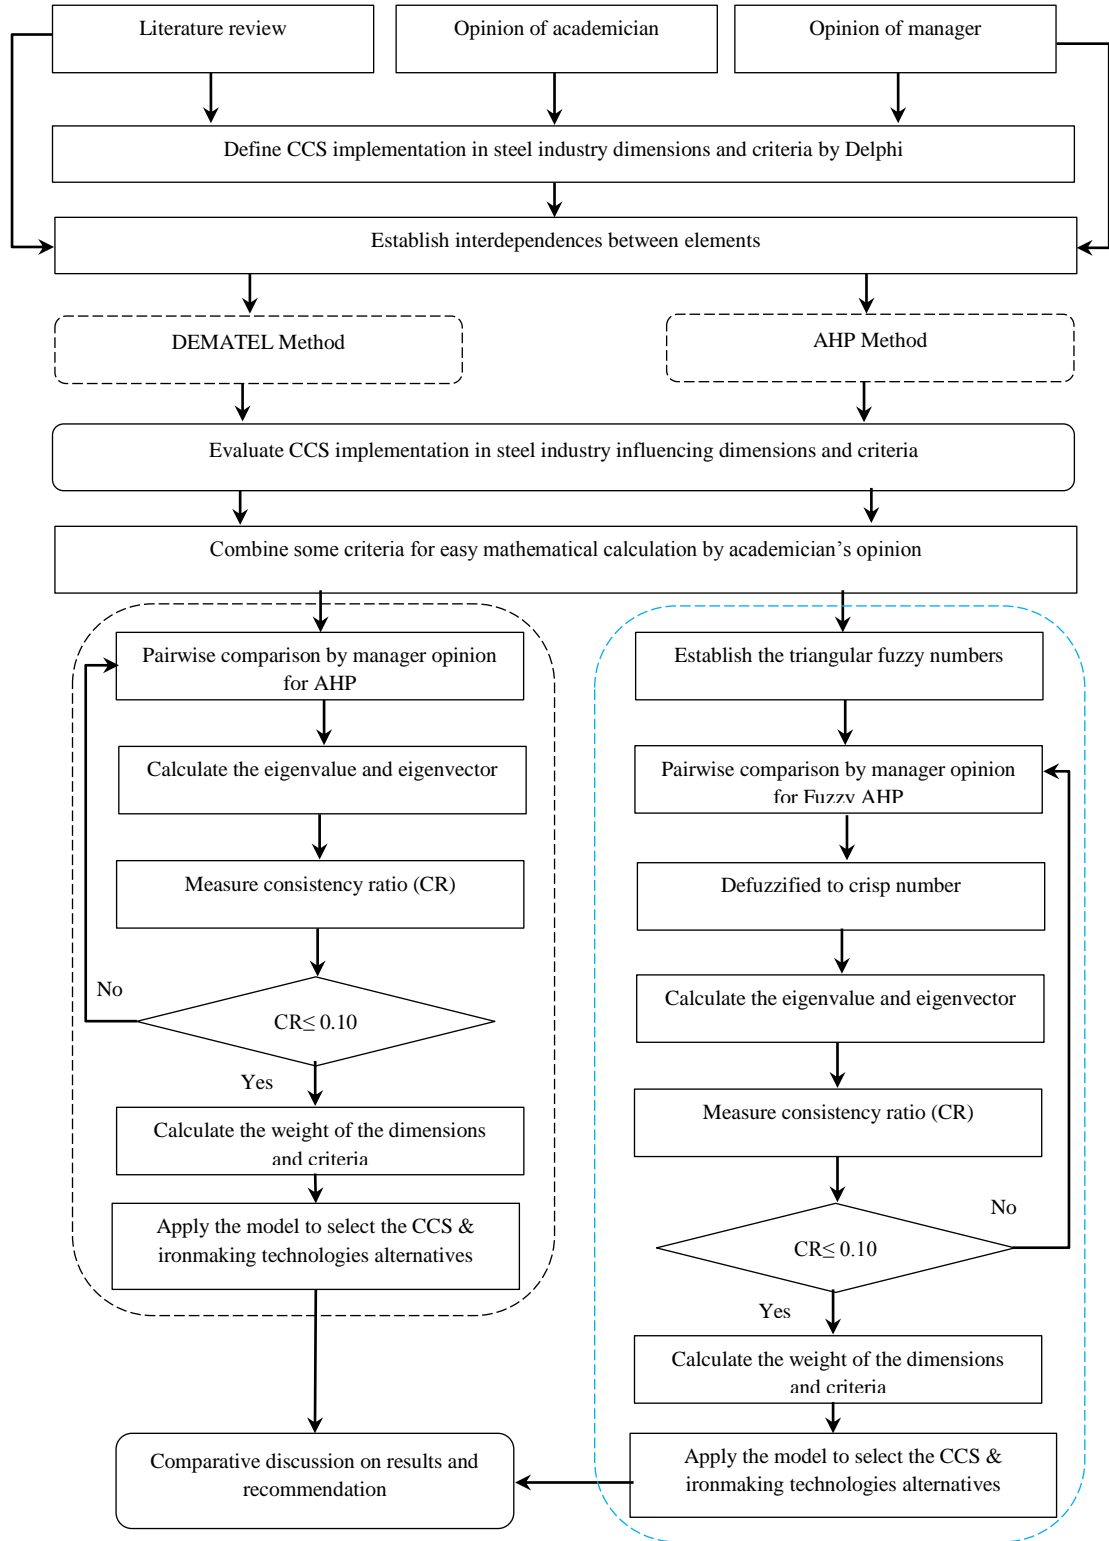 Literature review
Opinion of academician
Opinion of manager
Define CCS implementation in steel industry dimensions and criteria by Delphi
Establish interdependences between elements
DEMATEL Method
AHP Method
Evaluate CCS implementation in steel industry influencing dimensions and criteria
Combine some criteria for easy mathematical calculation by academician’s opinion
Pairwise comparison by manager opinion
for AHP
Calculate the eigenvalue and eigenvector
Measure consistency ratio (CR)
No
CR≤ 0.10
Yes
Calculate the weight of the dimensions
and criteria
Apply the model to select the CCS &
ironmaking technologies alternatives
Establish the triangular fuzzy numbers
Pairwise comparison by manager opinion
for Fuzzy AHP
Defuzzified to crisp number
Calculate the eigenvalue and eigenvector
Measure consistency ratio (CR)
No
CR≤ 0.10
Yes
Calculate the weight of the dimensions
and criteria
Apply the model to select the CCS &
ironmaking technologies alternatives
Comparative discussion on results and
recommendation